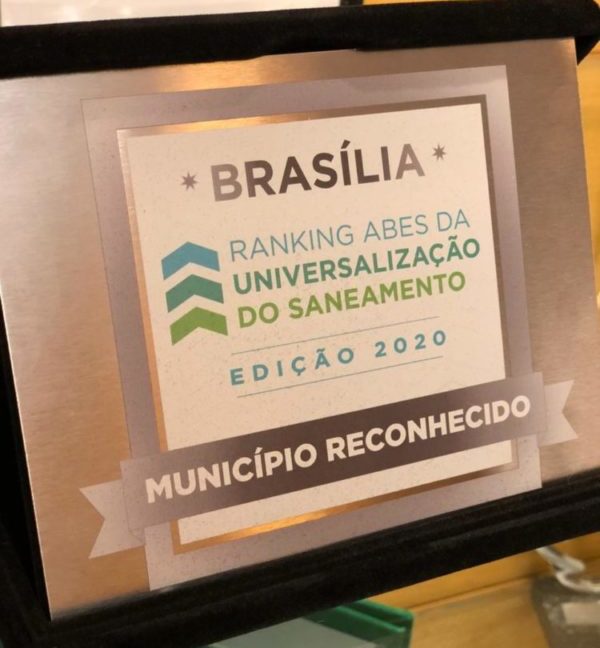 * BRASÍLIA *
RANKING ABES DA
UNIVERSALIZAÇÃO
DO SANEAMENTO
EDIÇÃO 2020
MUNICÍPIO RECONHECIDO